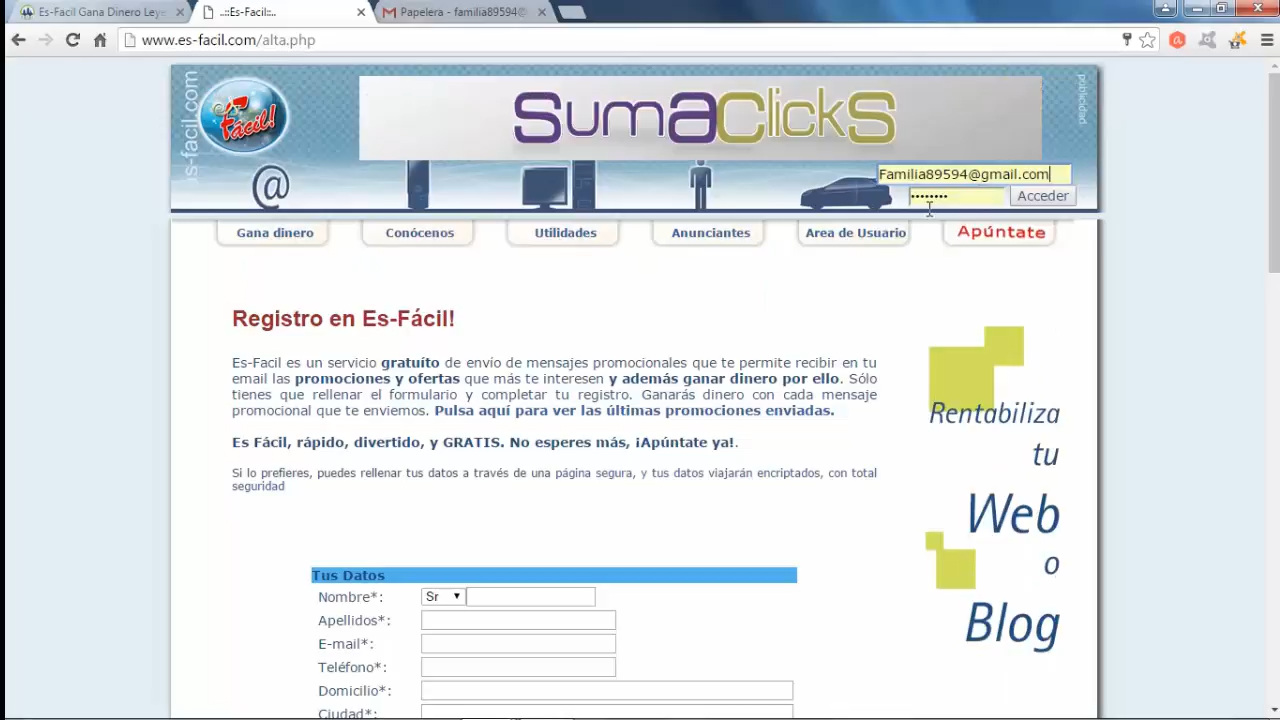 Es-Facil Gana Dinero Leye
..::Es-Facil::..
Papelera - familia89594@
www.es-facil.com/alta.php
es-facil.com
es Fácil!
SumaClicks
publicidad
@
Familia89594@gmail.com
••••••••
Acceder
Gana dinero
Conócenos
Utilidades
Anunciantes
Area de Usuario
Apúntate
Registro en Es-Fácil!
Es-Facil es un servicio gratuíto de envío de mensajes promocionales que te permite recibir en tu
email las promociones y ofertas que más te interesen y además ganar dinero por ello. Sólo
tienes que rellenar el formulario y completar tu registro. Ganarás dinero con cada mensaje
promocional que te enviemos. Pulsa aquí para ver las últimas promociones enviadas.
Es Fácil, rápido, divertido, y GRATIS. No esperes más, ¡Apúntate ya!.
Si lo prefieres, puedes rellenar tus datos a través de una página segura, y tus datos viajarán encriptados, con total
seguridad
Rentabiliza
tu
Web
o
Blog
Tus Datos
Nombre*:
Sr
Apellidos*:
E-mail*:
Teléfono*:
Domicilio*:
Ciudad*: